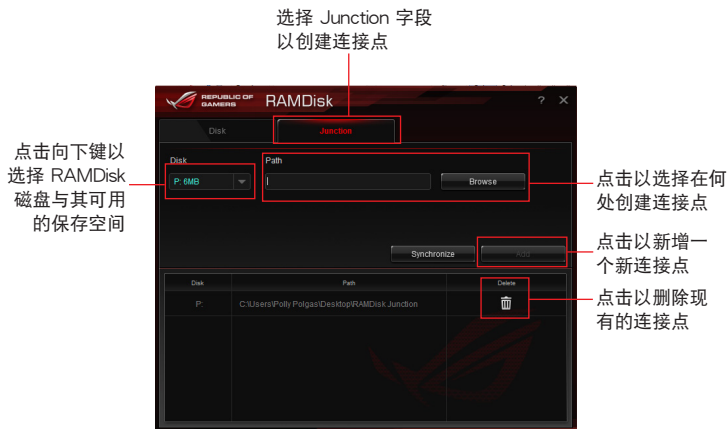 选择 Junction 字段
以创建连接点
REPUBLIC OF
GAMERS
RAMDisk
? ×
Disk
Junction
点击向下键以
选择 RAMDisk
磁盘与其可用
的保存空间
Disk
Path
P: 6MB
Browse
点击以选择在何
处创建连接点
Synchronize
Add
点击以新增一
个新连接点
Disk
Path
Delete
P:
C:\Users\Polly Polgas\Desktop\RAMDisk Junction
点击以删除现
有的连接点